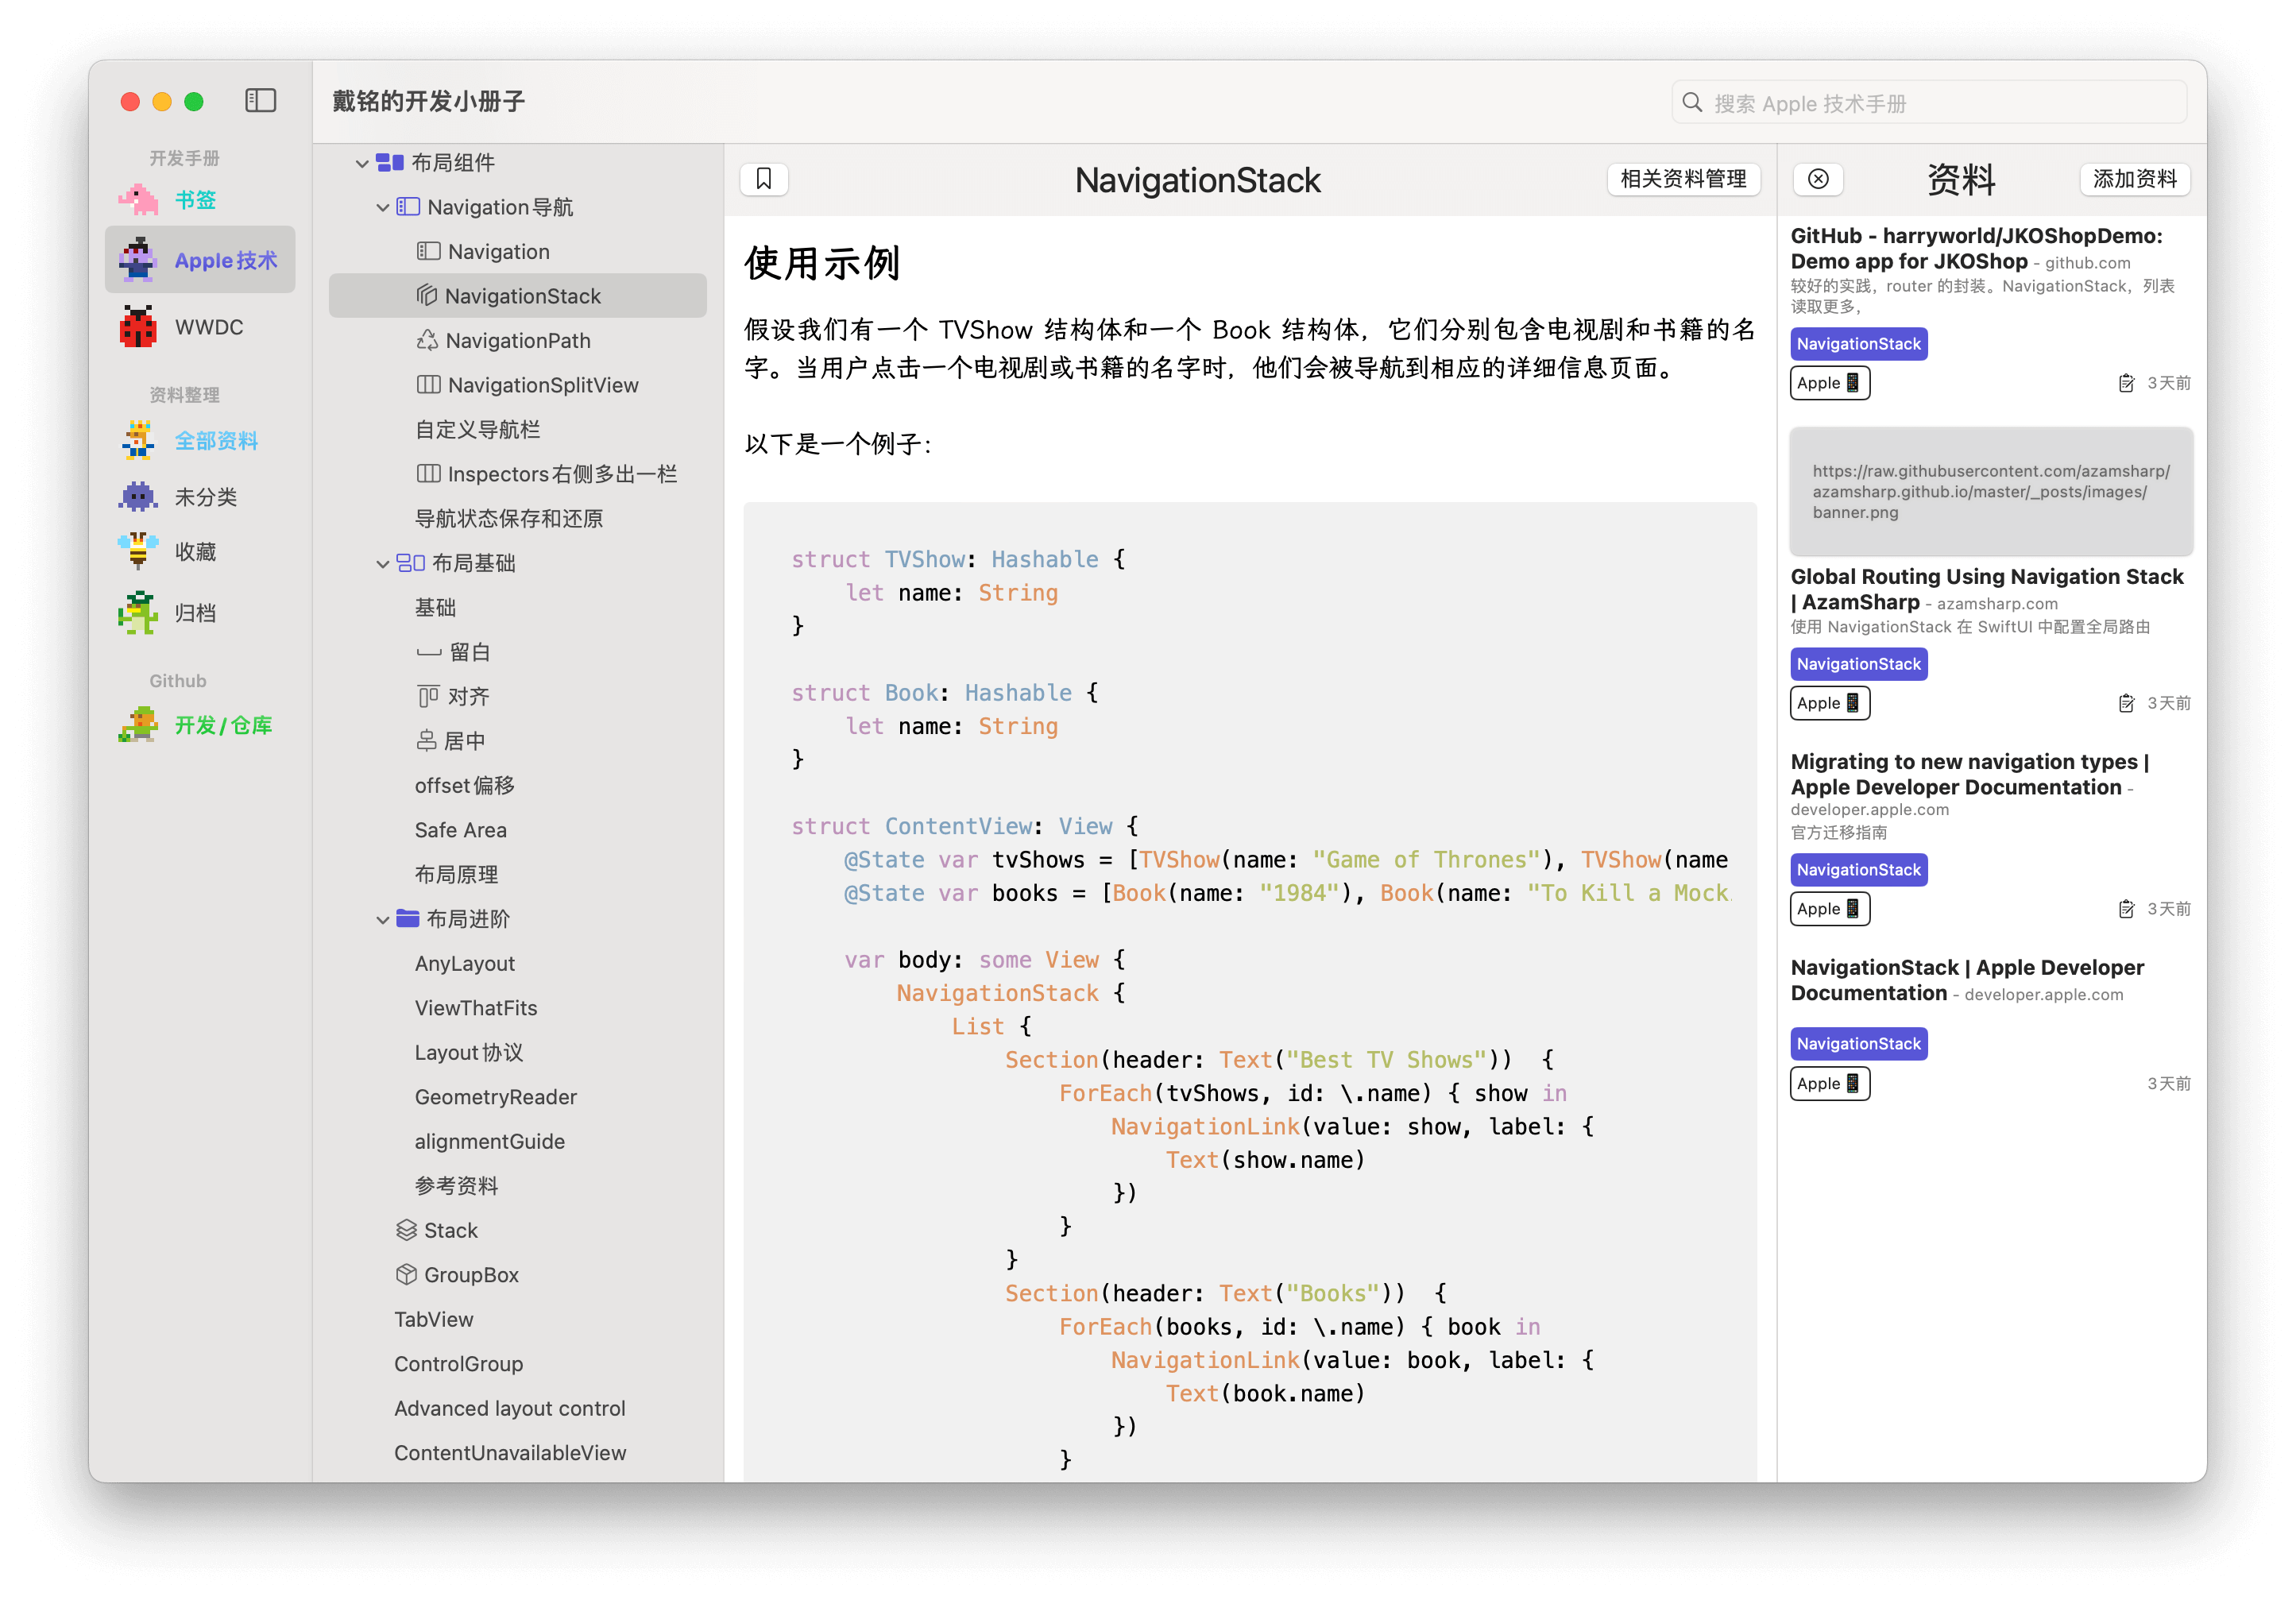 戴铭的开发小册子
搜索 Apple 技术手册
开发手册
书签
Apple技术
WWDC
资料整理
全部资料
未分类
收藏
归档
Github
开发/仓库
布局组件
Navigation导航
Navigation
NavigationStack
NavigationPath
NavigationSplitView
自定义导航栏
Inspectors右侧多出一栏
导航状态保存和还原
布局基础
基础
留白
对齐
居中
offset偏移
Safe Area
布局原理
布局进阶
AnyLayout
ViewThatFits
Layout协议
GeometryReader
alignmentGuide
参考资料
Stack
GroupBox
TabView
ControlGroup
Advanced layout control
ContentUnavailableView
NavigationStack
相关资料管理
使用示例
假设我们有一个 TVShow 结构体和一个 Book 结构体，它们分别包含电视剧和书籍的名
字。当用户点击一个电视剧或书籍的名字时，他们会被导航到相应的详细信息页面。
以下是一个例子：
struct TVShow: Hashable {
    let name: String
}
struct Book: Hashable {
    let name: String
}
struct ContentView: View {
    @State var tvShows = [TVShow(name: "Game of Thrones"), TVShow(name
    @State var books = [Book(name: "1984"), Book(name: "To Kill a Mock
    var body: some View {
        NavigationStack {
            List {
                Section(header: Text("Best TV Shows"))  {
                    ForEach(tvShows, id: \.name) { show in
                        NavigationLink(value: show, label: {
                            Text(show.name)
                        })
                    }
                }
                Section(header: Text("Books"))  {
                    ForEach(books, id: \.name) { book in
                        NavigationLink(value: book, label: {
                            Text(book.name)
                        })
                    }
资料
添加资料
GitHub - harryworld/JKOShopDemo:
Demo app for JKOShop - github.com
较好的实践，router 的封装。NavigationStack，列表
读取更多，
NavigationStack
Apple📱
3天前
https://raw.githubusercontent.com/azamsharp/
azamsharp.github.io/master/_posts/images/
banner.png
Global Routing Using Navigation Stack
| AzamSharp - azamsharp.com
使用 NavigationStack 在 SwiftUI 中配置全局路由
NavigationStack
Apple📱
3天前
Migrating to new navigation types |
Apple Developer Documentation -
developer.apple.com
官方迁移指南
NavigationStack
Apple📱
3天前
NavigationStack | Apple Developer
Documentation - developer.apple.com
NavigationStack
Apple📱
3天前